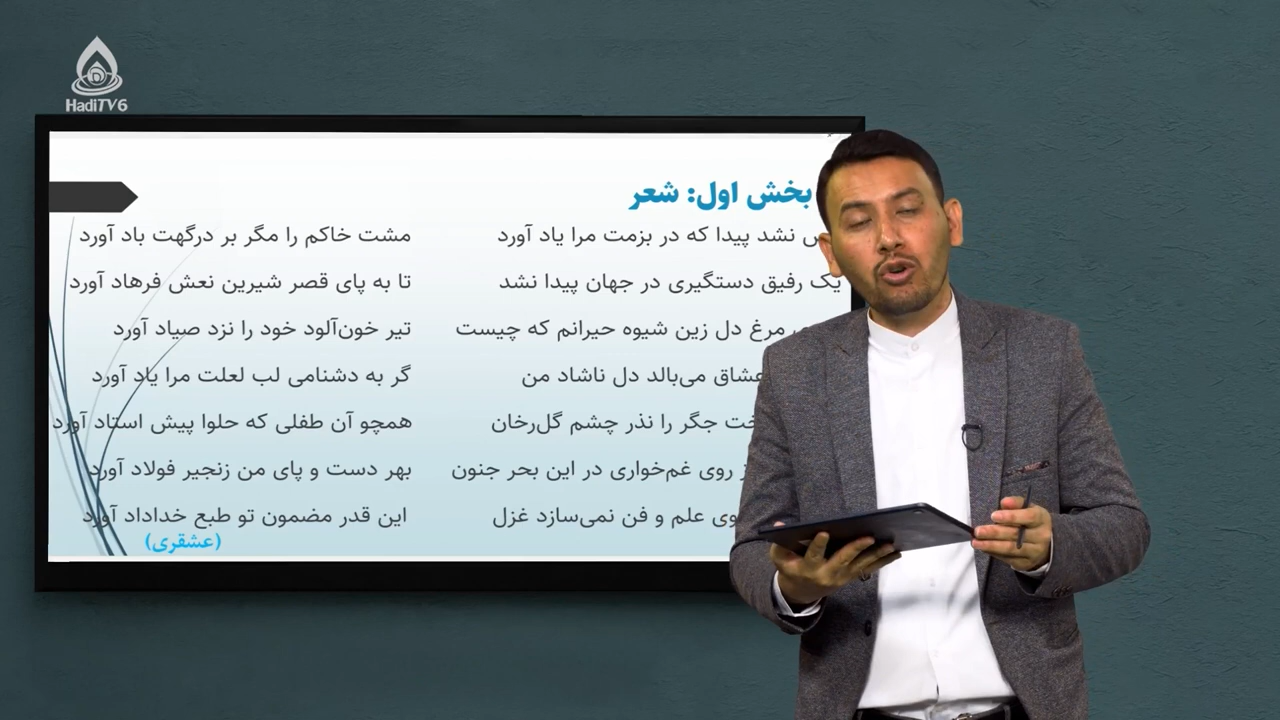 HadiTV6
بخش اول: شعر
نشد پیدا که در بزمت مرا یاد آورد مشت خاکم را مگر بر درگهت باد آورد
یک رفیق دستگیری در جهان پیدا نشد تا به پای قصر شیرین نعش فرهاد آورد
مرغ دل زین شیوه حیرانم که چیست تیر خون‌آلود خود را نزد صیاد آورد
می‌بالد دل ناشاد من گر به دشنامی لب لعلت مرا یاد آورد
جگر را نذر چشم گل‌رخان همچو آن طفلی که حلوا پیش استاد آورد
روی غم‌خواری در این بحر جنون بهر دست و پای من زنجیر فولاد آورد
علم و فن نمی‌سازد غزل این قدر مضمون تو طبع خداداد آورد
(عشقری)